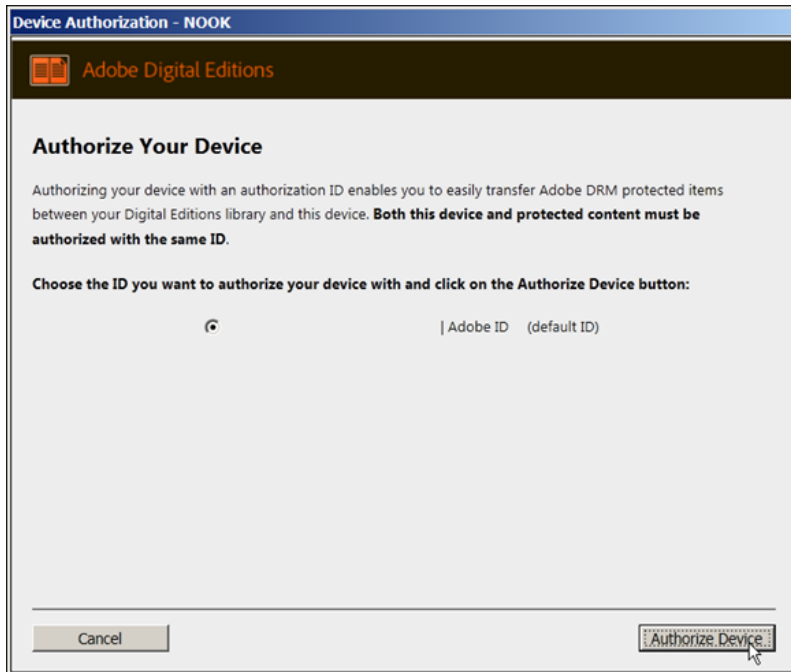 Device Authorization - NOOK
Adobe Digital Editions
Authorize Your Device
Authorizing your device with an authorization ID enables you to easily transfer Adobe DRM protected items
between your Digital Editions library and this device. Both this device and protected content must be
authorized with the same ID.
Choose the ID you want to authorize your device with and click on the Authorize Device button:
| Adobe ID (default ID)
Cancel Authorize Device